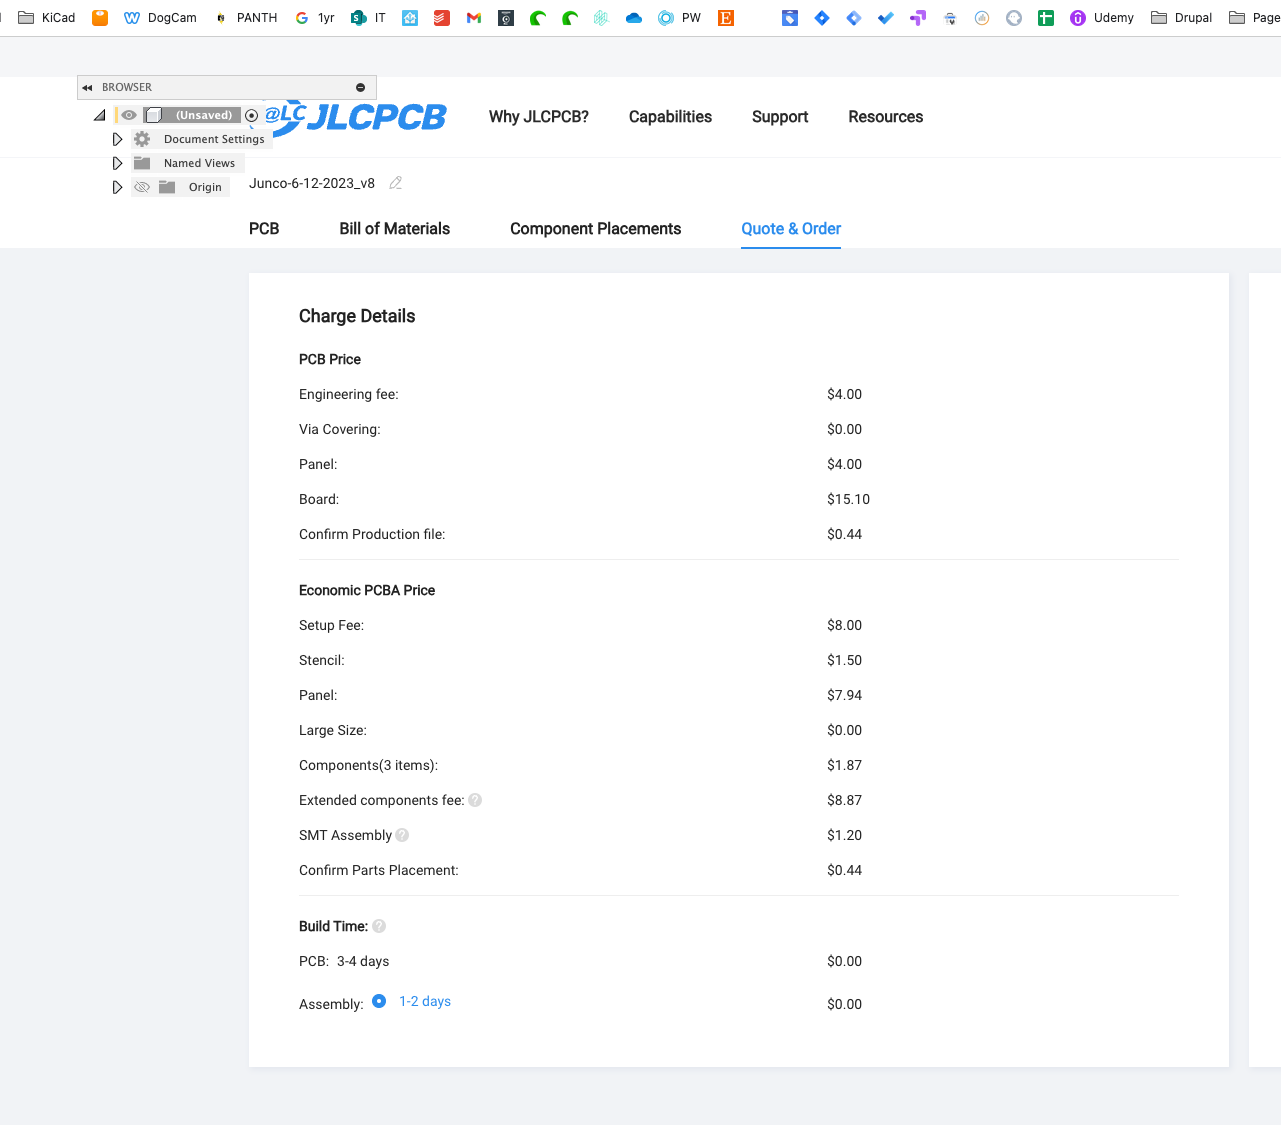 KiCad DogCam PANTH 1yr IT PW Udemy Drupal Page
BROWSER
(Unsaved)
Document Settings
Named Views
Origin
@LC JLCPCB Why JLCPCB? Capabilities Support Resources
Junco-6-12-2023_v8
PCB Bill of Materials Component Placements Quote & Order
Charge Details
PCB Price
Engineering fee: $4.00
Via Covering: $0.00
Panel: $4.00
Board: $15.10
Confirm Production file: $0.44
Economic PCBA Price
Setup Fee: $8.00
Stencil: $1.50
Panel: $7.94
Large Size: $0.00
Components(3 items): $1.87
Extended components fee: ? $8.87
SMT Assembly ? $1.20
Confirm Parts Placement: $0.44
Build Time: ?
PCB: 3-4 days $0.00
Assembly: 1-2 days $0.00